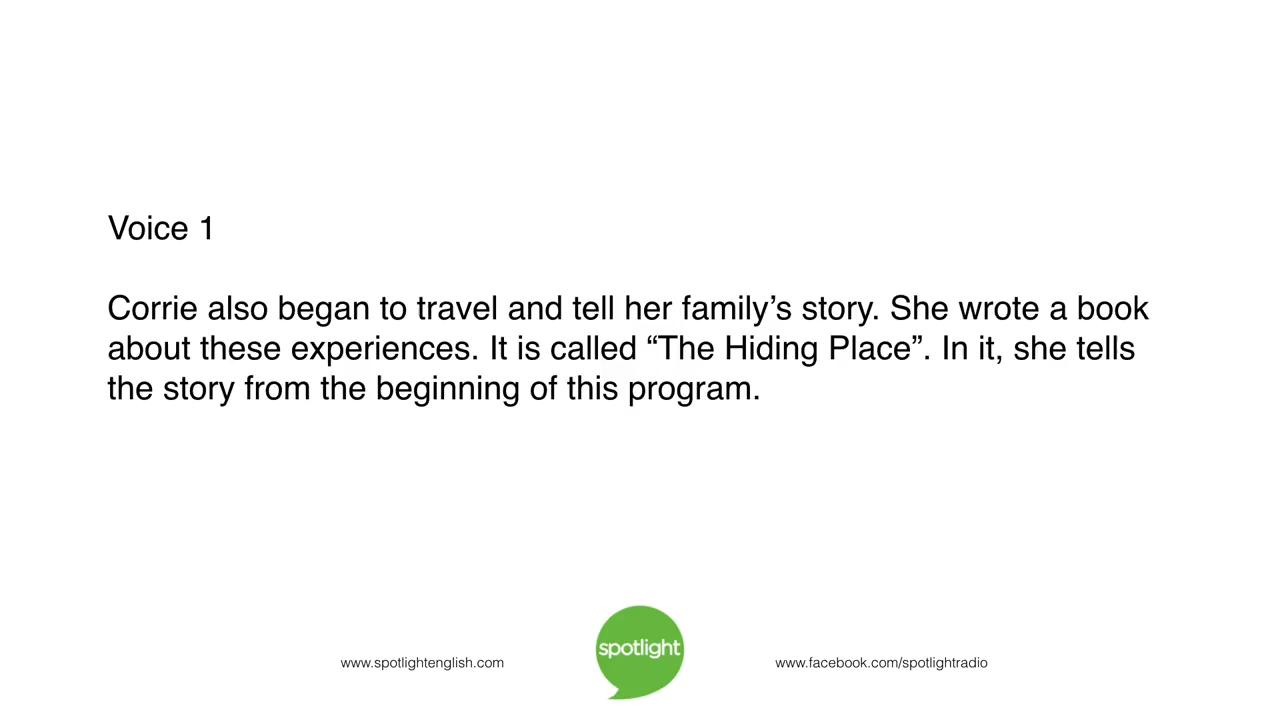 Voice 1
Corrie also began to travel and tell her family’s story. She wrote a book
about these experiences. It is called “The Hiding Place”. In it, she tells
the story from the beginning of this program.
spotlight
www.spotlightenglish.com
www.facebook.com/spotlightradio